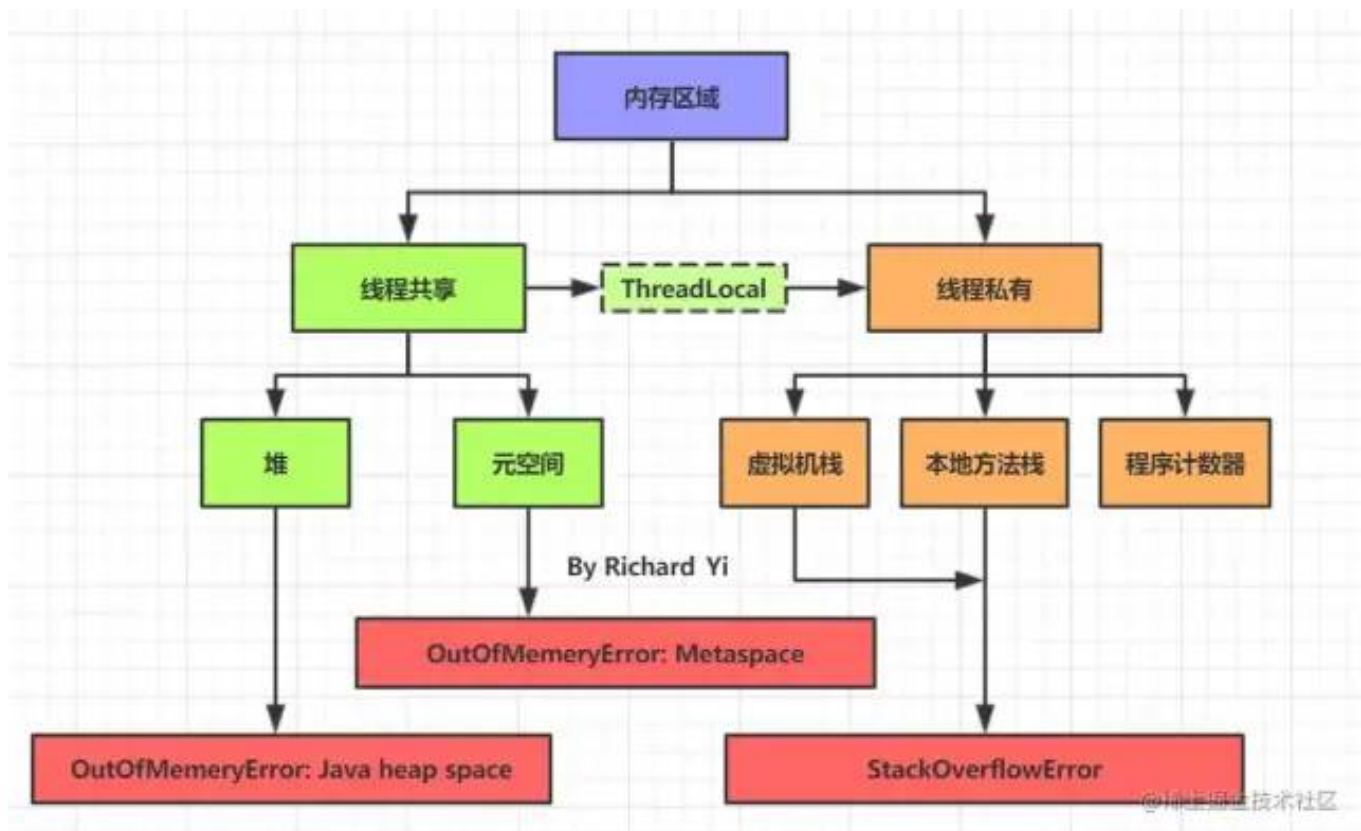 内存区域
线程共享
ThreadLocal
线程私有
堆
元空间
虚拟机栈
本地方法栈
程序计数器
By Richard Yi
OutOfMemeryError: Metaspace
OutOfMemeryError: Java heap space
StackOverflowError
技术社区